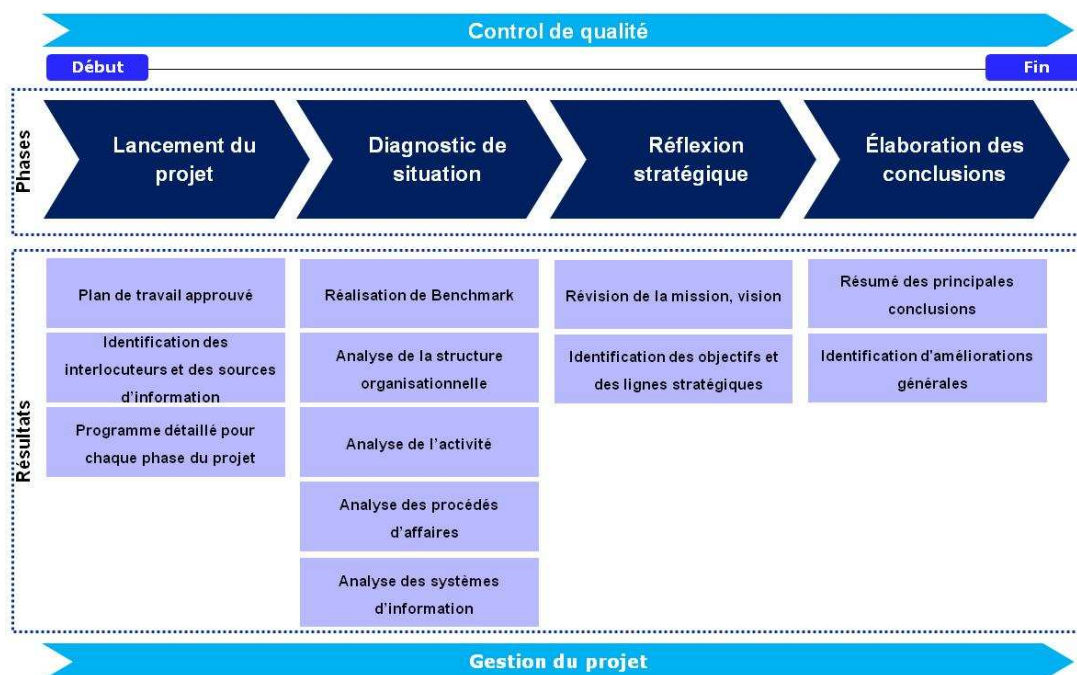 Control de qualité
Début
Fin
Phases
Lancement du
projet
Diagnostic de
situation
Réflexion
stratégique
Élaboration des
conclusions
Résultats
Plan de travail approuvé
Identification des
interlocuteurs et des sources
d'information
Programme détaillé pour
chaque phase du projet
Réalisation de Benchmark
Analyse de la structure
organisationnelle
Analyse de l'activité
Analyse des procédés
d'affaires
Analyse des systèmes
d'information
Révision de la mission, vision
Identification des objectifs et
des lignes stratégiques
Résumé des principales
conclusions
Identification d'améliorations
générales
Gestion du projet